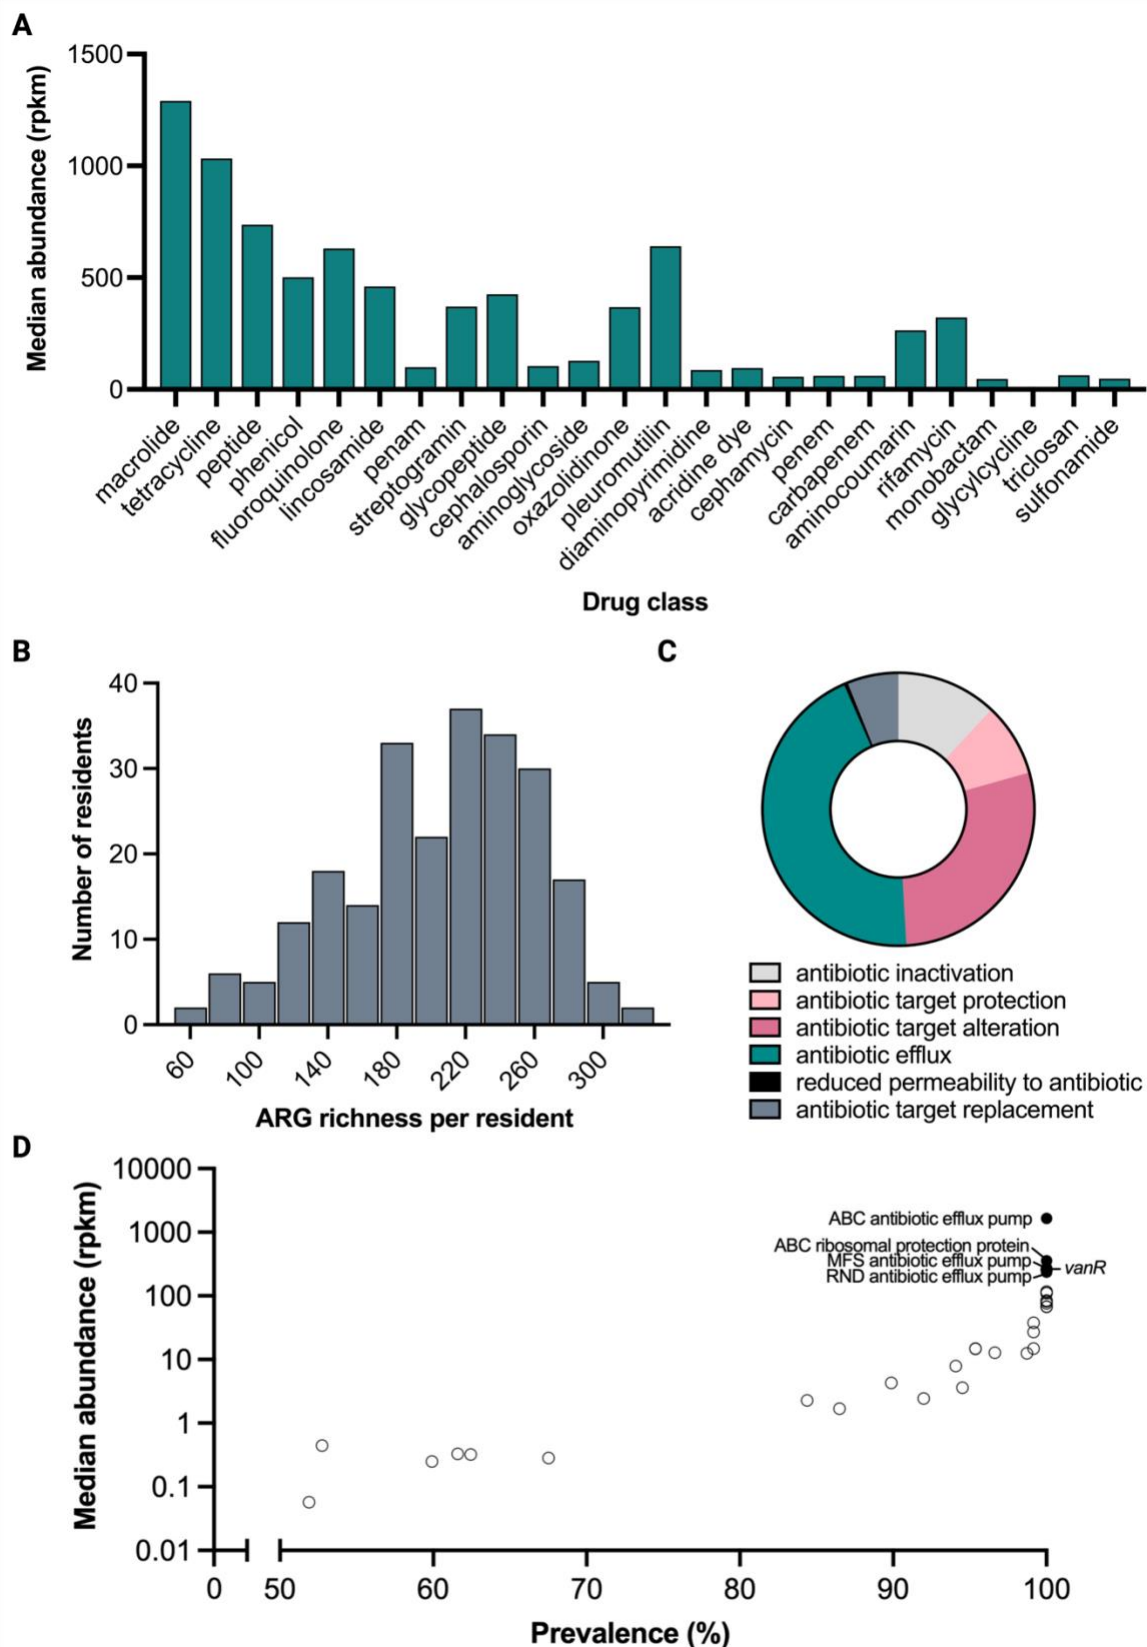 A
Median abundance (rpkm)
1500
1000
500
0
macrolide
tetracycline
peptide
phenicol
fluoroquinolone
lincosamide
penam
streptogramin
glycopeptide
cephalosporin
aminoglycoside
oxazolidinone
pleuromutilin
diaminopyrimidine
acridine dye
cephamycin
penem
carbapenem
aminocoumarin
rifamycin
monobactam
glycylcycline
triclosan
sulfonamide
Drug class
B
Number of residents
40
30
20
10
0
60
100
140
180
220
260
300
ARG richness per resident
C
antibiotic inactivation
antibiotic target protection
antibiotic target alteration
antibiotic efflux
reduced permeability to antibiotic
antibiotic target replacement
D
Median abundance (rpkm)
10000
1000
100
10
1
0.1
0.01
ABC antibiotic efflux pump
ABC ribosomal protection protein
MFS antibiotic efflux pump
vanR
RND antibiotic efflux pump
0 50 60 70 80 90 100
Prevalence (%)